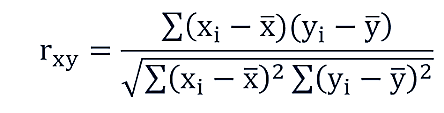 r_xy = ∑(x_i − x̅)(y_i − y̅) / √∑(x_i − x̅)² ∑(y_i − y̅)²